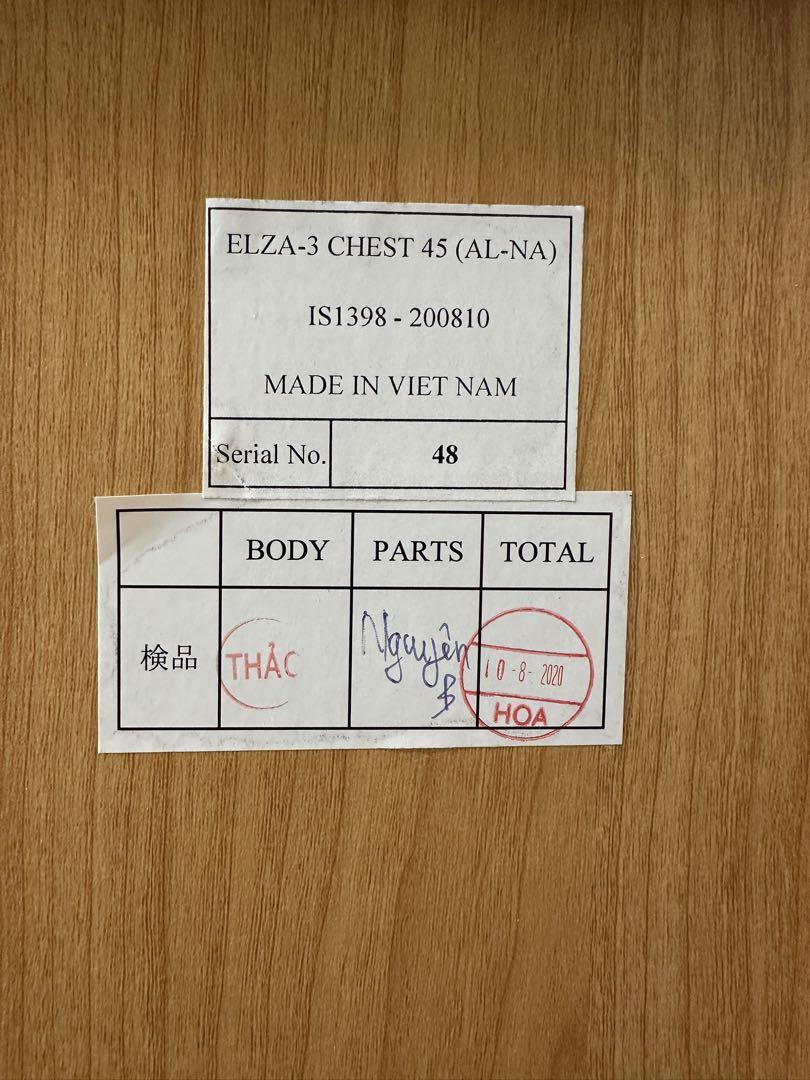 ELZA-3 CHEST 45 (AL-NA)
IS1398 - 200810
MADE IN VIET NAM
Serial No. 48
BODY PARTS TOTAL
検品 THẢC Nguyên 10-8-2020
HOA